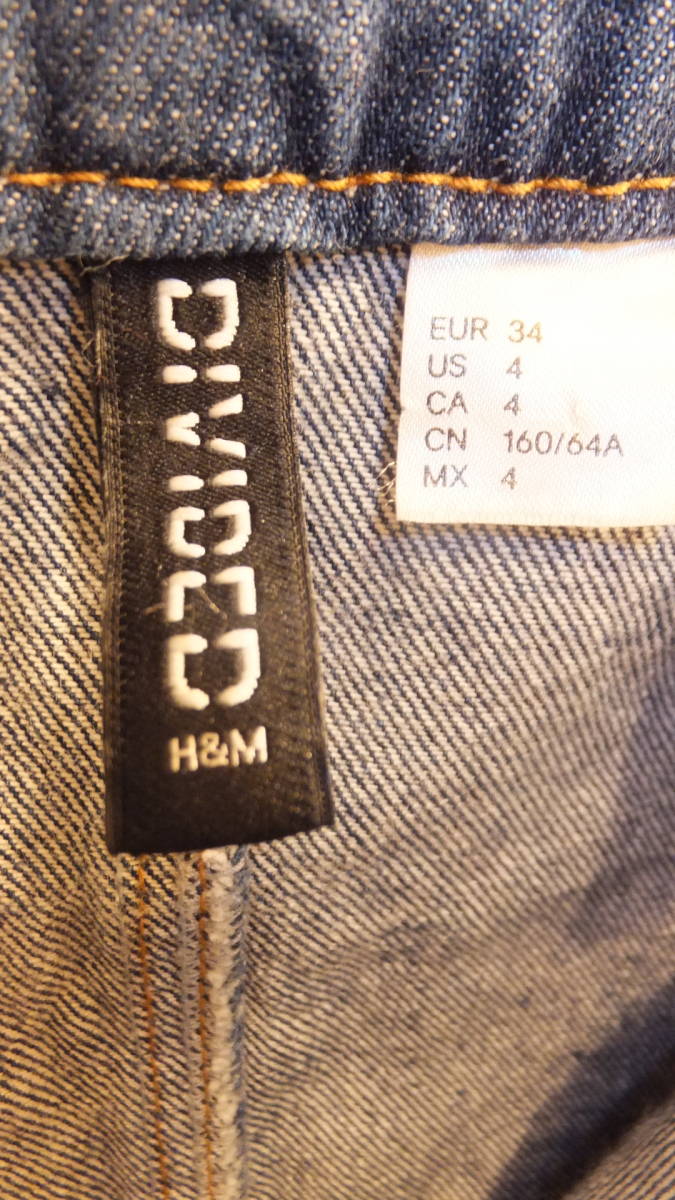 DIVIDED
H&M
EUR 34
US 4
CA 4
CN 160/64A
MX 4